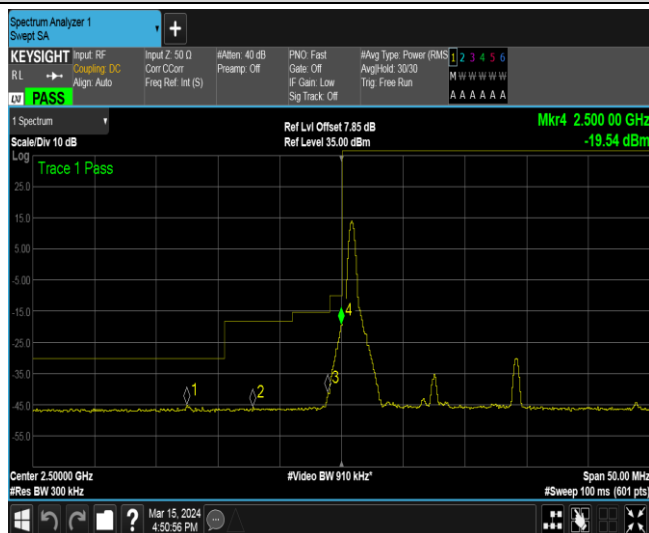 Spectrum Analyzer 1
Swept SA
+
KEYSIGHT
RL
LXI PASS
Input: RF
Coupling: DC
Align: Auto
Input Z: 50 Ω
Corr CCorr
Freq Ref: Int (S)
#Atten: 40 dB
Preamp: Off
PNO: Fast
Gate: Off
IF Gain: Low
Sig Track: Off
#Avg Type: Power (RMS
Avg|Hold: 30/30
Trig: Free Run
1 2 3 4 5 6
M W W W W W
A A A A A A
1 Spectrum
Scale/Div 10 dB
Ref Lvl Offset 7.85 dB
Ref Level 35.00 dBm
Mkr4 2.500 00 GHz
-19.54 dBm
Log
Trace 1 Pass
25.0
15.0
5.00
-5.00
-15.0
-25.0
-35.0
-45.0
-55.0
1
2
3
4
Center 2.50000 GHz
#Res BW 300 kHz
#Video BW 910 kHz*
Span 50.00 MHz
#Sweep 100 ms (601 pts)
?
Mar 15, 2024
4:50:56 PM